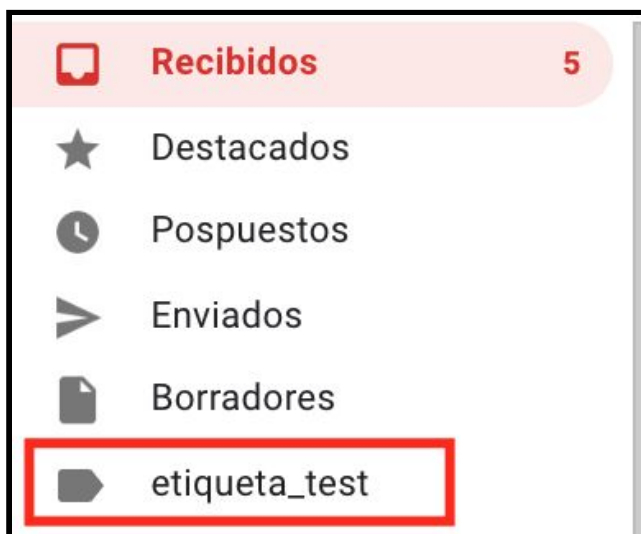 Recibidos 5
Destacados
Pospuestos
Enviados
Borradores
etiqueta_test